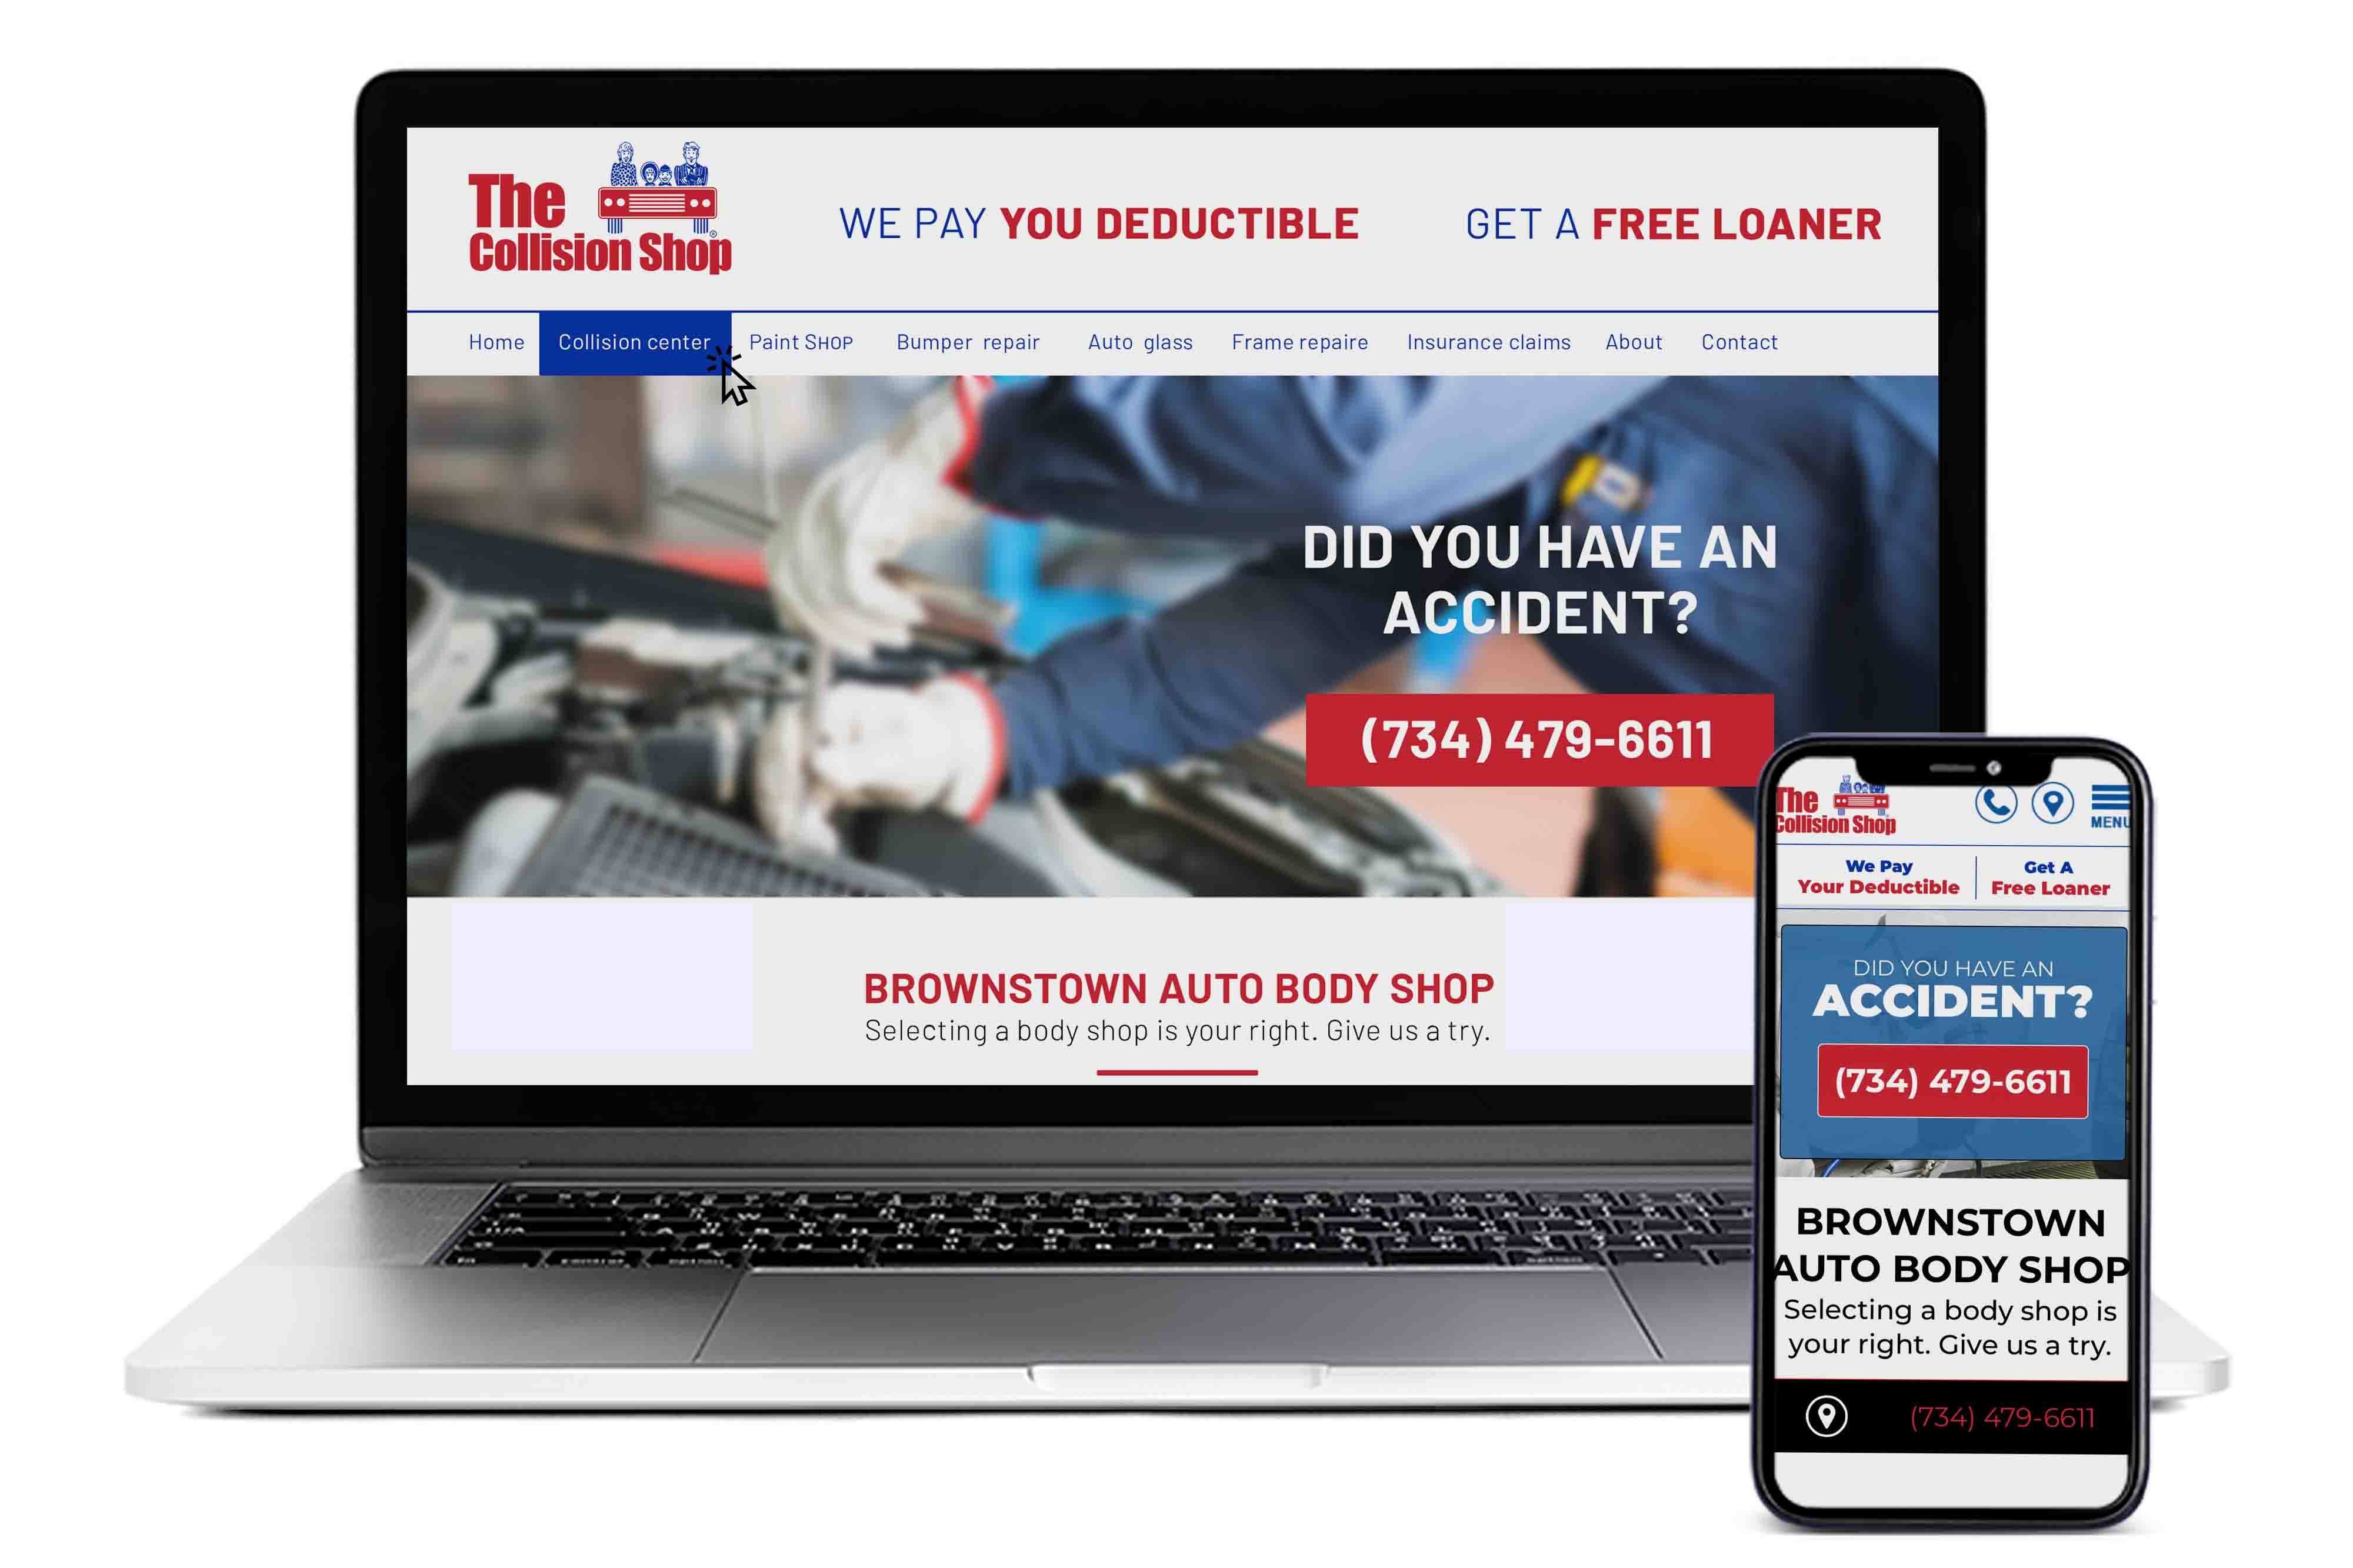 The
Collision Shop®
WE PAY YOU DEDUCTIBLE
GET A FREE LOANER
Home Collision center Paint SHOP Bumper repair Auto glass Frame repaire Insurance claims About Contact
DID YOU HAVE AN
ACCIDENT?
(734) 479-6611
BROWNSTOWN AUTO BODY SHOP
Selecting a body shop is your right. Give us a try.
The
Collision Shop
MENU
We Pay
Your Deductible
Get A
Free Loaner
DID YOU HAVE AN
ACCIDENT?
(734) 479-6611
BROWNSTOWN
AUTO BODY SHOP
Selecting a body shop is
your right. Give us a try.
(734) 479-6611